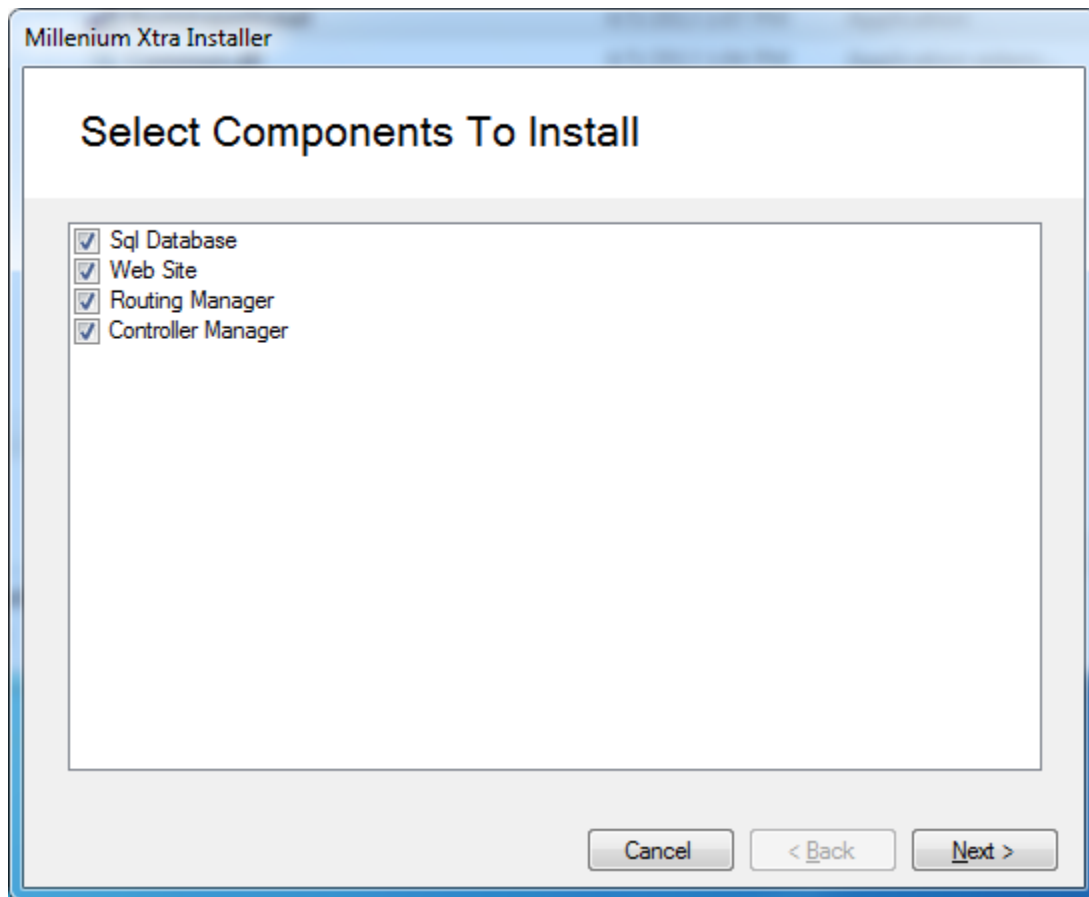 Millenium Xtra Installer
Select Components To Install
Sql Database
Web Site
Routing Manager
Controller Manager
Cancel
< Back
Next >